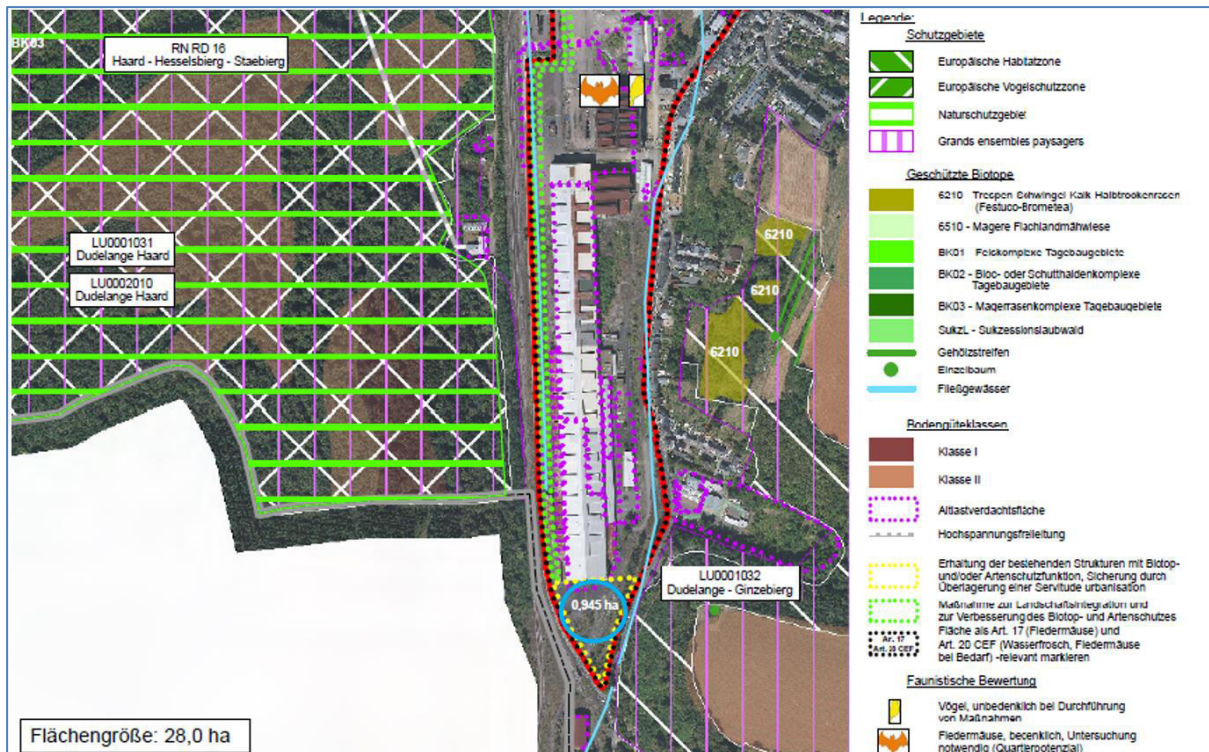 BK03
RN RD 16
Haard - Hesselsberg - Staebierg
LU0001031
Dudelange Haard
LU0002010
Dudelange Haard
6210
6210
6210
LU0001032
Dudelange - Ginzebierg
0,945 ha
Flächengröße: 28,0 ha
Legende:
Schutzgebiete
Europäische Habitatzone
Europäische Vogelschutzzone
Naturschutzgebiet
Grands ensembles paysagers
Geschützte Biotope
6210 - Trespen-Schwingel Kalk-Halbtrockenrasen
(Festuco-Brometea)
6510 - Magere Flachlandmähwiese
BK01 - Felskomplexe Tagebaugebiete
BK02 - Bloc- oder Schutthaldenkomplexe
Tagebaugebiete
BK03 - Magerrasenkomplexe Tagebaugebiete
SukzL - Sukzessionslaubwald
Gehölzstreifen
Einzelbaum
Fließgewässer
Bodengüteklassen
Klasse I
Klasse II
Altlastverdachtsfläche
Hochspannungsfreileitung
Erhaltung der bestehenden Strukturen mit Biotop-
und/oder Artenschutzfunktion, Sicherung durch
Überlagerung einer Servitude urbanisation
Maßnahme zur Landschaftsintegration und
zur Verbesserung des Biotop- und Artenschutzes
Art. 17
Art. 20 CEF
Fläche als Art. 17 (Fledermäuse) und
Art. 20 CEF (Wasserfrosch, Fledermäuse
bei Bedarf) -relevant markieren
Faunistische Bewertung
Vögel, unbedenklich bei Durchführung
von Maßnahmen
Fledermäuse, bedenklich, Untersuchung
notwendig (Quartierpotenzial)